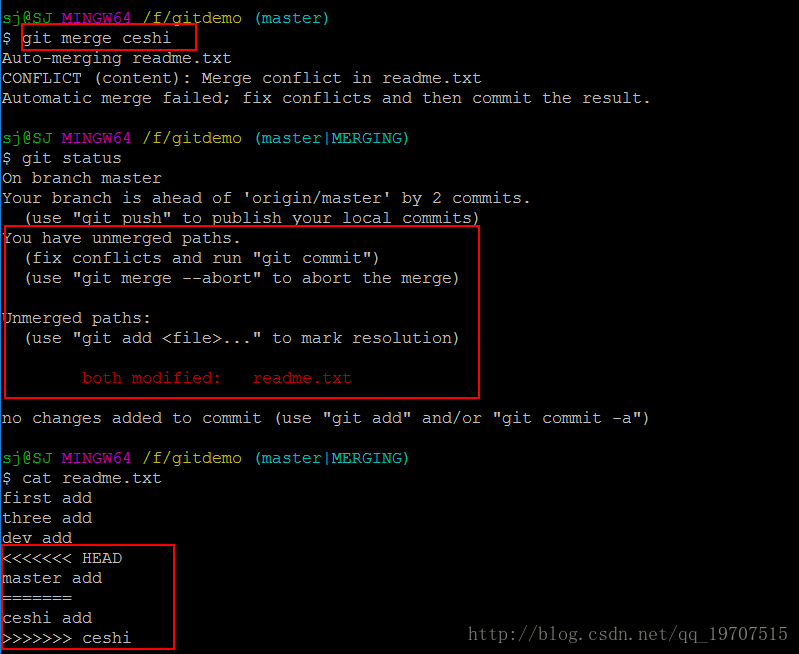 sj@SJ MINGW64 /f/gitdemo (master)
$ git merge ceshi
Auto-merging readme.txt
CONFLICT (content): Merge conflict in readme.txt
Automatic merge failed; fix conflicts and then commit the result.
sj@SJ MINGW64 /f/gitdemo (master|MERGING)
$ git status
On branch master
Your branch is ahead of 'origin/master' by 2 commits.
  (use "git push" to publish your local commits)
You have unmerged paths.
  (fix conflicts and run "git commit")
  (use "git merge --abort" to abort the merge)
Unmerged paths:
  (use "git add <file>..." to mark resolution)
        both modified:   readme.txt
no changes added to commit (use "git add" and/or "git commit -a")
sj@SJ MINGW64 /f/gitdemo (master|MERGING)
$ cat readme.txt
first add
three add
dev add
<<<<<<< HEAD
master add
=======
ceshi add
>>>>>>> ceshi
http://blog.csdn.net/qq_19707515